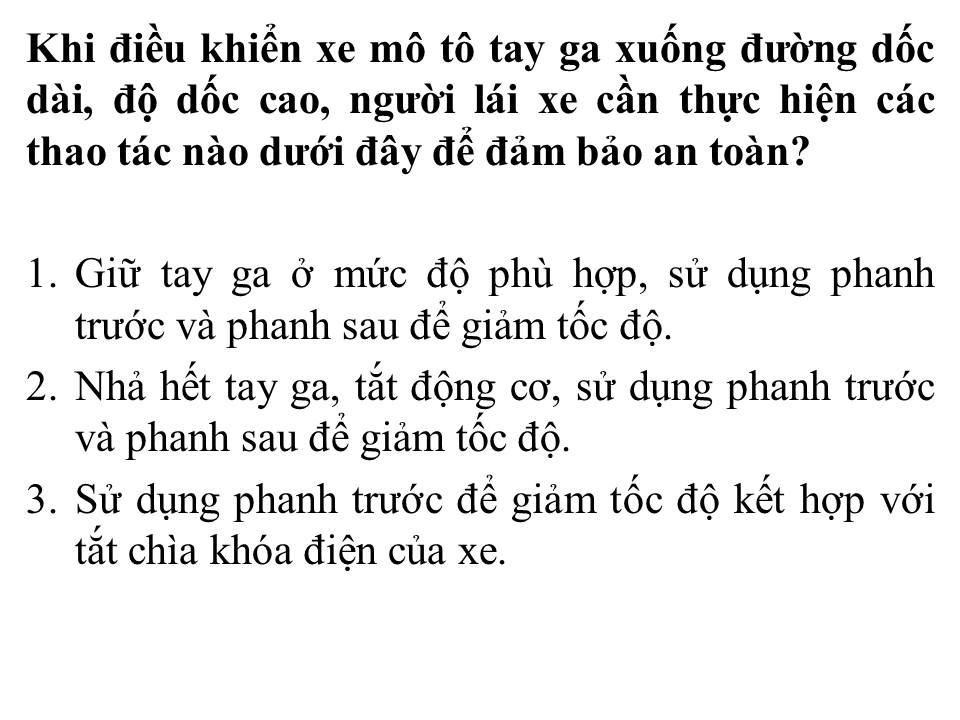 Khi điều khiển xe mô tô tay ga xuống đường dốc
dài, độ dốc cao, người lái xe cần thực hiện các
thao tác nào dưới đây để đảm bảo an toàn?
1. Giữ tay ga ở mức độ phù hợp, sử dụng phanh
trước và phanh sau để giảm tốc độ.
2. Nhả hết tay ga, tắt động cơ, sử dụng phanh trước
và phanh sau để giảm tốc độ.
3. Sử dụng phanh trước để giảm tốc độ kết hợp với
tắt chìa khóa điện của xe.